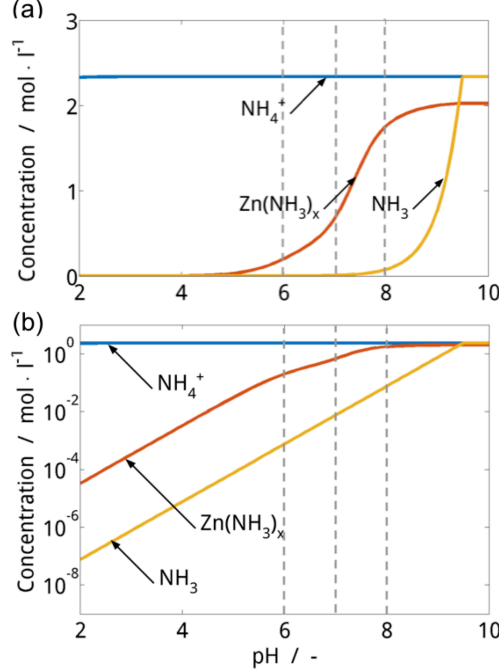 (a)
Concentration / mol · l⁻¹
3
2
1
0
NH₄⁺
Zn(NH₃)ₓ
NH₃
4
6
8
10
(b)
Concentration / mol · l⁻¹
10⁰
10⁻²
10⁻⁴
10⁻⁶
10⁻⁸
NH₄⁺
Zn(NH₃)ₓ
NH₃
2
4
6
8
10
pH / -